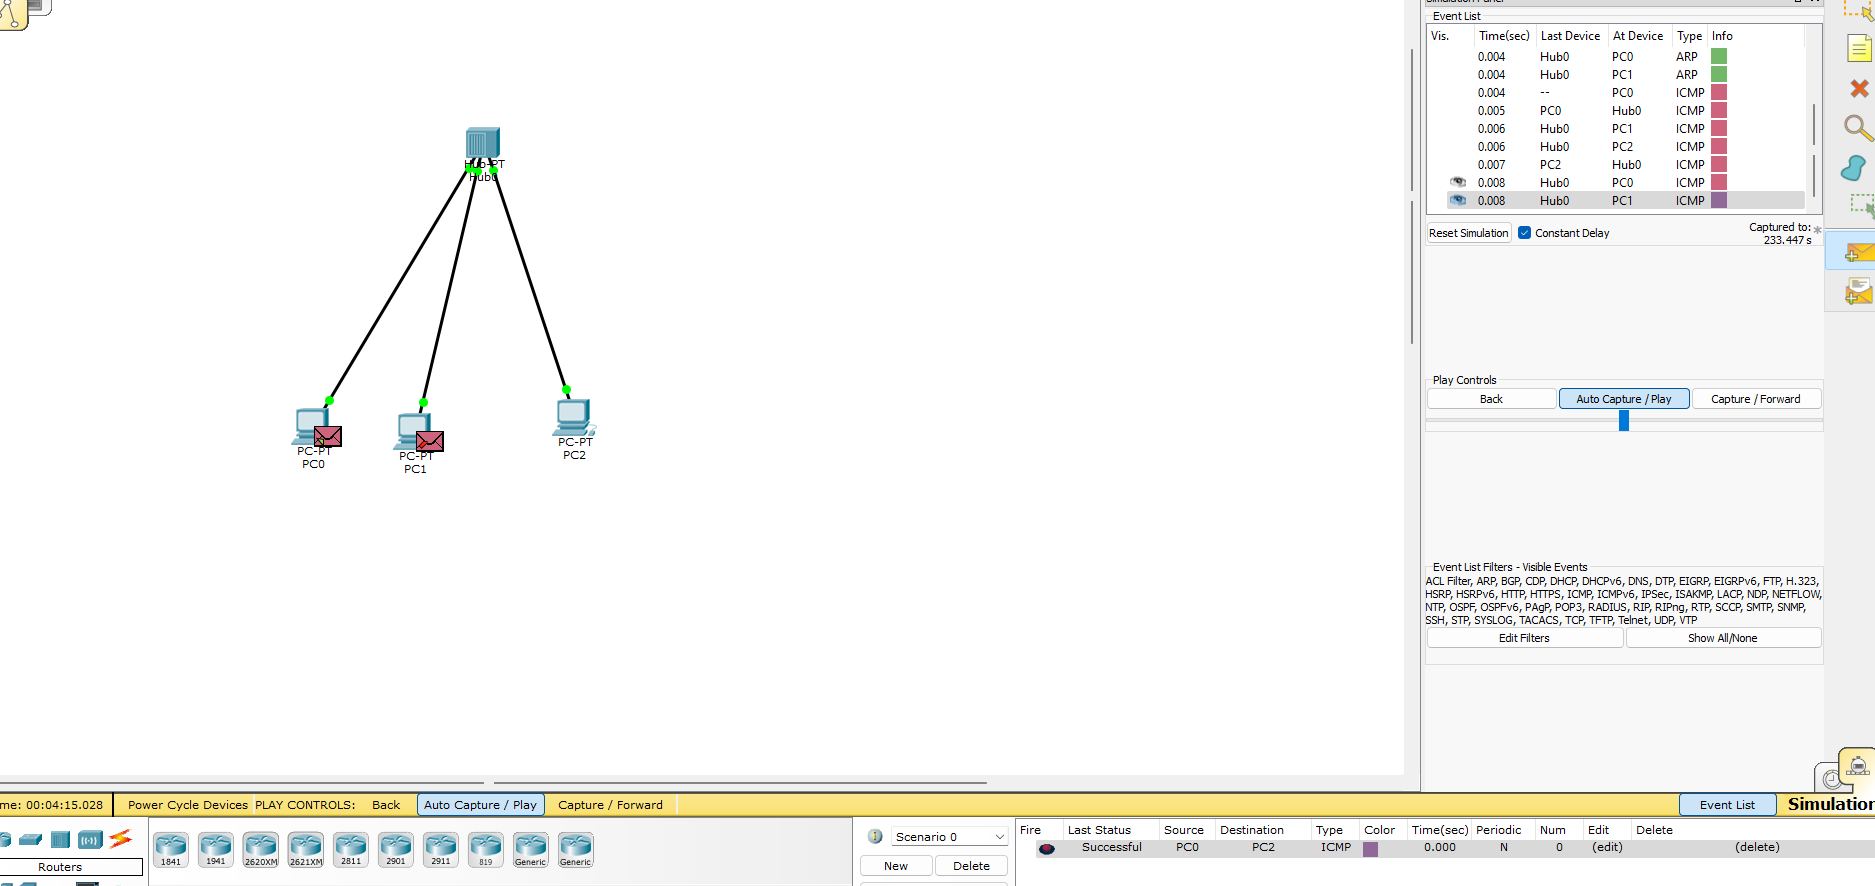 Simulation Panel
Event List
Vis. Time(sec) Last Device At Device Type Info
0.004 Hub0 PC0 ARP
0.004 Hub0 PC1 ARP
0.004 -- PC0 ICMP
0.005 PC0 Hub0 ICMP
0.006 Hub0 PC1 ICMP
0.006 Hub0 PC2 ICMP
0.007 PC2 Hub0 ICMP
0.008 Hub0 PC0 ICMP
0.008 Hub0 PC1 ICMP
Reset Simulation Constant Delay Captured to: *
233.447 s
Hub-PT
Hub0
PC-PT
PC0
PC-PT
PC1
PC-PT
PC2
Play Controls
Back Auto Capture / Play Capture / Forward
Event List Filters - Visible Events
ACL Filter, ARP, BGP, CDP, DHCP, DHCPv6, DNS, DTP, EIGRP, EIGRPv6, FTP, H.323,
HSRP, HSRPv6, HTTP, HTTPS, ICMP, ICMPv6, IPSec, ISAKMP, LACP, NDP, NETFLOW,
NTP, OSPF, OSPFv6, PAgP, POP3, RADIUS, RIP, RIPng, RTP, SCCP, SMTP, SNMP,
SSH, STP, SYSLOG, TACACS, TCP, TFTP, Telnet, UDP, VTP
Edit Filters Show All/None
me: 00:04:15.028 Power Cycle Devices PLAY CONTROLS: Back Auto Capture / Play Capture / Forward Event List Simulation
Routers
1841 1941 2620XM 2621XM 2811 2901 2911 819 Generic Generic
Scenario 0
New Delete
Fire Last Status Source Destination Type Color Time(sec) Periodic Num Edit Delete
Successful PC0 PC2 ICMP 0.000 N 0 (edit) (delete)